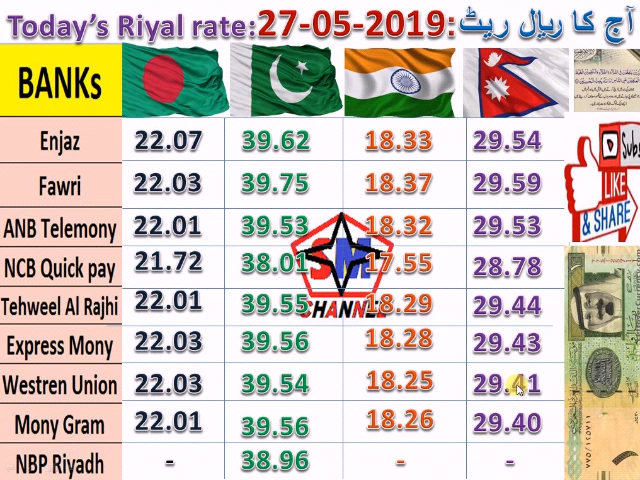 Today's Riyal rate:27-05-2019:آج کا ریال ریٹ
BANKs
Enjaz 22.07 39.62 18.33 29.54
Fawri 22.03 39.75 18.37 29.59
ANB Telemony 22.01 39.53 18.32 29.53
NCB Quick pay 21.72 38.01 17.55 28.78
Tehweel Al Rajhi 22.01 39.55 18.29 29.44
Express Mony 22.03 39.56 18.28 29.43
Westren Union 22.03 39.54 18.25 29.41
Mony Gram 22.01 39.56 18.26 29.40
NBP Riyadh - 38.96 - -
SM
CHANNEL
Subs
LIKE
& SHARE